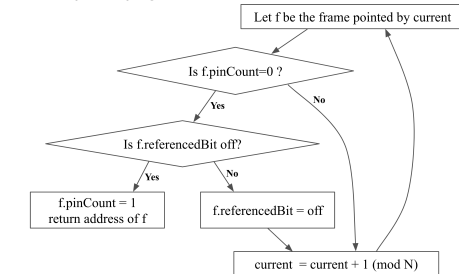 Let f be the frame pointed by current
Is f.pinCount=0 ?
Yes
No
Is f.referencedBit off?
Yes
No
f.pinCount = 1
return address of f
f.referencedBit = off
current = current + 1 (mod N)